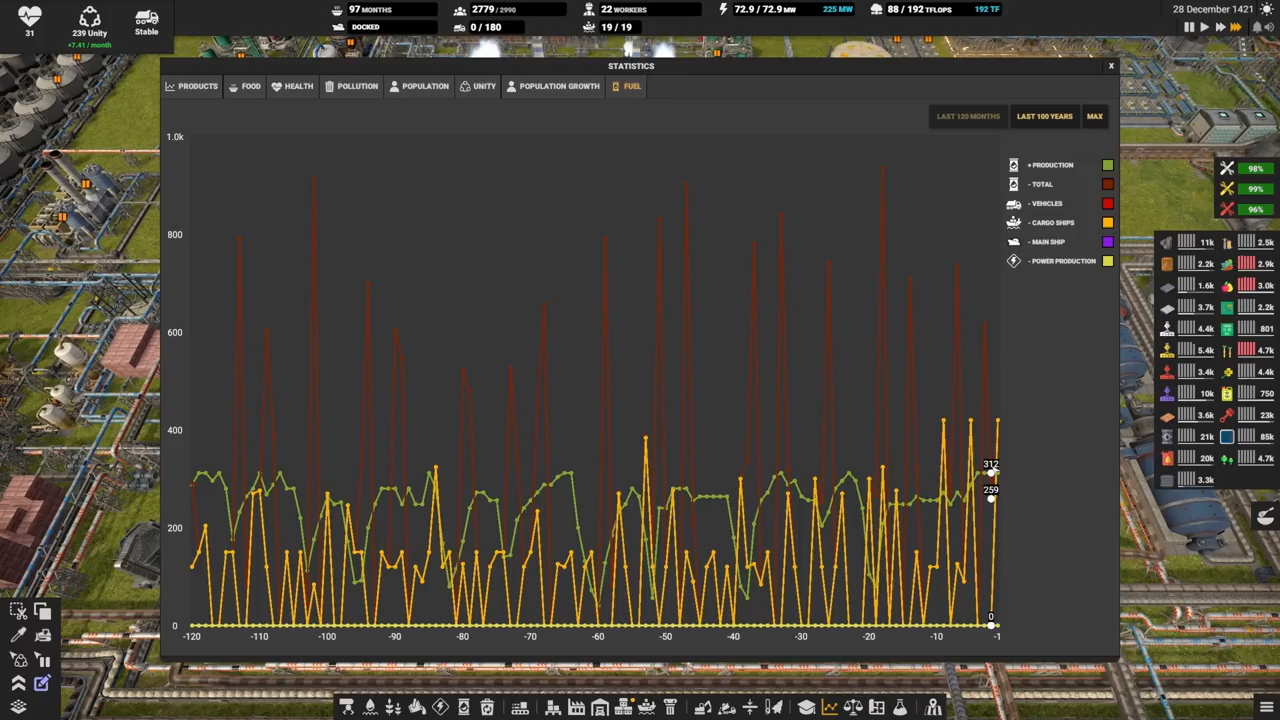 31
239 Unity
+7.41 / month
Stable
97 MONTHS
2779 / 2990
22 WORKERS
72.9 / 72.9 MW
225 MW
88 / 192 TFLOPS
192 TF
28 December 1421
DOCKED
0 / 180
19 / 19
STATISTICS
X
PRODUCTS
FOOD
HEALTH
POLLUTION
POPULATION
UNITY
POPULATION GROWTH
FUEL
LAST 120 MONTHS
LAST 100 YEARS
MAX
1.0k
800
600
400
200
0
+ PRODUCTION
- TOTAL
- VEHICLES
- CARGO SHIPS
- MAIN SHIP
- POWER PRODUCTION
312
259
0
-120
-110
-100
-90
-80
-70
-60
-50
-40
-30
-20
-10
-1
98%
99%
96%
11k
2.5k
2.2k
2.9k
1.6k
3.0k
3.7k
2.2k
4.4k
801
5.4k
4.7k
3.4k
4.4k
10k
750
3.6k
23k
21k
85k
20k
4.7k
3.3k